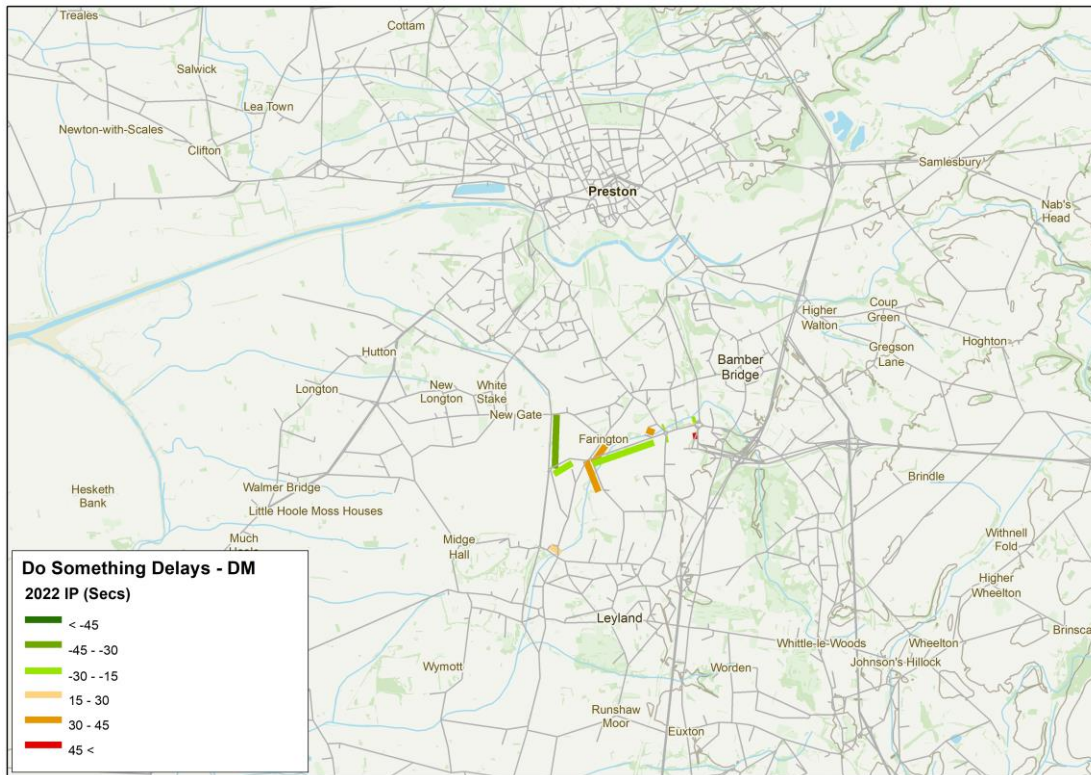 Treales
Cottam
Salwick
Lea Town
Newton-with-Scales
Clifton
Samlesbury
Preston
Nab's
Head
Coup
Green
Higher
Walton
Gregson
Lane
Hoghton
Hutton
Bamber
Bridge
Longton
New
Longton
White
Stake
New Gate
Farington
Hesketh
Bank
Walmer Bridge
Little Hoole Moss Houses
Brindle
Much
Midge
Hall
Withnell
Fold
Higher
Wheelton
Leyland
Brinsca
Whittle-le-Woods
Wheelton
Johnson's Hillock
Wymott
Worden
Runshaw
Moor
Euxton
Do Something Delays - DM
2022 IP (Secs)
< -45
-45 - -30
-30 - -15
15 - 30
30 - 45
45 <